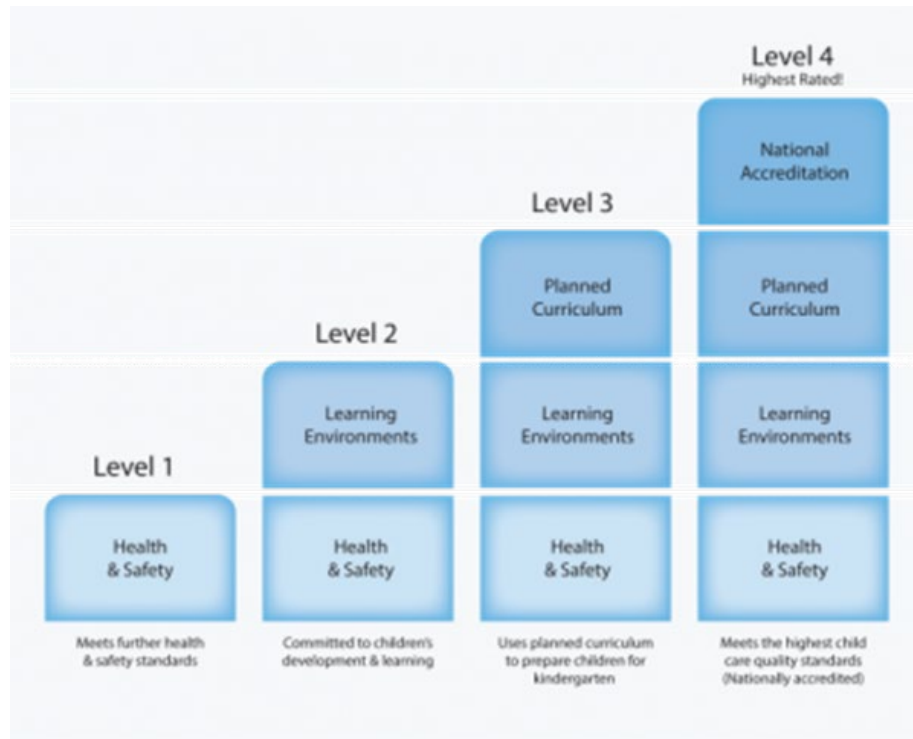 Level 4
Highest Rated!
National
Accreditation
Level 3
Planned
Curriculum
Planned
Curriculum
Level 2
Learning
Environments
Learning
Environments
Learning
Environments
Level 1
Health
& Safety
Health
& Safety
Health
& Safety
Health
& Safety
Meets further health
& safety standards
Committed to children's
development & learning
Uses planned curriculum
to prepare children for
kindergarten
Meets the highest child
care quality standards
(Nationally accredited)